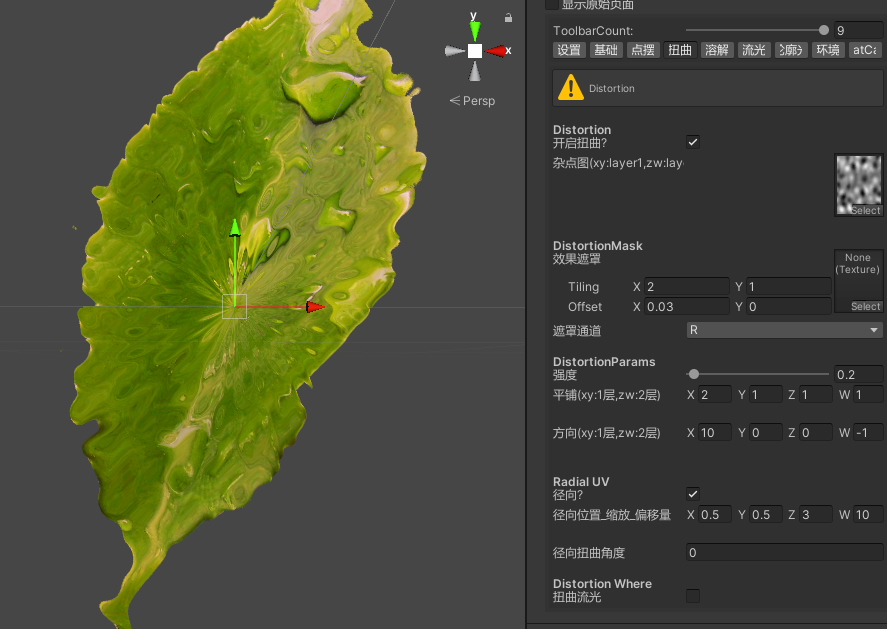 显示原始页面
ToolbarCount: 9
设置 基础 点摆 扭曲 溶解 流光 环境 atCa
Distortion
Distortion
开启扭曲?
杂点图(xy:layer1,zw:lay
Select
DistortionMask
效果遮罩
None
(Texture)
Tiling X 2 Y 1
Offset X 0.03 Y 0
Select
遮罩通道 R
DistortionParams
强度 0.2
平铺(xy:1层,zw:2层) X 2 Y 1 Z 1 W 1
方向(xy:1层,zw:2层) X 10 Y 0 Z 0 W -1
Radial UV
径向?
径向位置_缩放_偏移量 X 0.5 Y 0.5 Z 3 W 10
径向扭曲角度 0
Distortion Where
扭曲流光
y
x
< Persp